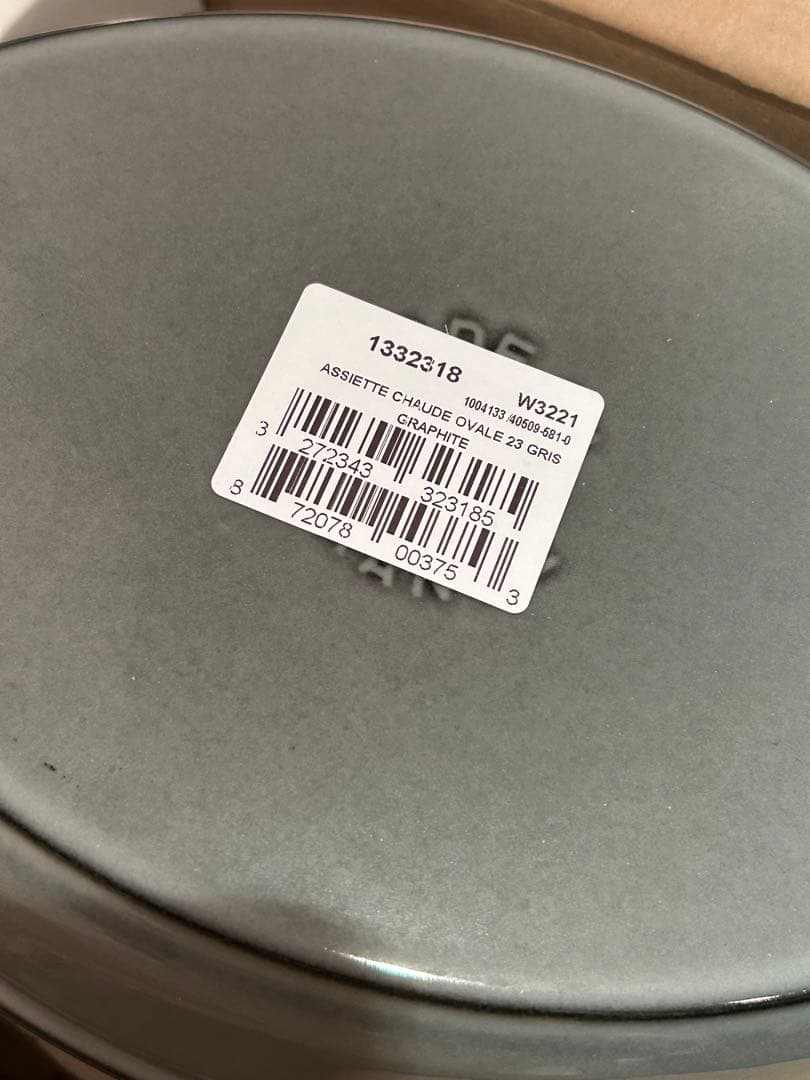 1332318
W3221
1004133 /40509-581-0
ASSIETTE CHAUDE OVALE 23 GRIS
GRAPHITE
3 272343 323185
8 72078 00375 3